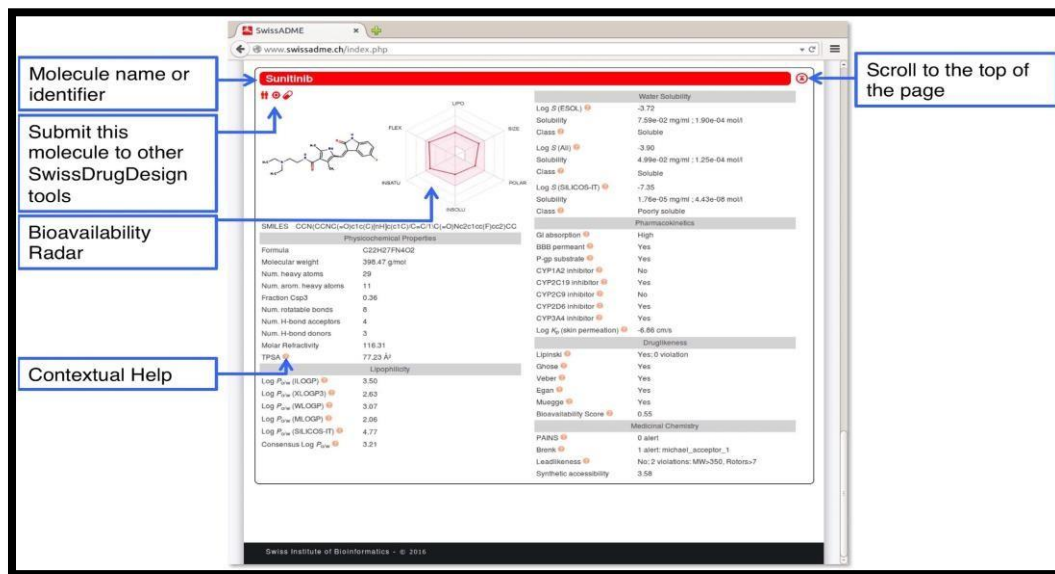 SwissADME
www.swissadme.ch/index.php
Molecule name or
identifier
Submit this
molecule to other
SwissDrugDesign
tools
Bioavailability
Radar
Contextual Help
Scroll to the top of
the page
Sunitinib
LIPO
FLEX
SIZE
INSATU
POLAR
INSOLU
SMILES CCN(CCNC(=O)c1c(C)[nH]c(c1C)/C=C/1\C(=O)Nc2c1cc(F)cc2)CC
Physicochemical Properties
Formula C22H27FN4O2
Molecular weight 398.47 g/mol
Num. heavy atoms 29
Num. arom. heavy atoms 11
Fraction Csp3 0.36
Num. rotatable bonds 8
Num. H-bond acceptors 4
Num. H-bond donors 3
Molar Refractivity 116.31
TPSA 77.23 Å²
Lipophilicity
Log Po/w (iLOGP) 3.50
Log Po/w (XLOGP3) 2.63
Log Po/w (WLOGP) 3.07
Log Po/w (MLOGP) 2.06
Log Po/w (SILICOS-IT) 4.77
Consensus Log Po/w 3.21
Water Solubility
Log S (ESOL) -3.72
Solubility 7.59e-02 mg/ml ; 1.90e-04 mol/l
Class Soluble
Log S (Ali) -3.90
Solubility 4.99e-02 mg/ml ; 1.25e-04 mol/l
Class Soluble
Log S (SILICOS-IT) -7.35
Solubility 1.76e-05 mg/ml ; 4.43e-08 mol/l
Class Poorly soluble
Pharmacokinetics
GI absorption High
BBB permeant Yes
P-gp substrate Yes
CYP1A2 inhibitor No
CYP2C19 inhibitor Yes
CYP2C9 inhibitor No
CYP2D6 inhibitor Yes
CYP3A4 inhibitor Yes
Log Kp (skin permeation) -6.86 cm/s
Druglikeness
Lipinski Yes; 0 violation
Ghose Yes
Veber Yes
Egan Yes
Muegge Yes
Bioavailability Score 0.55
Medicinal Chemistry
PAINS 0 alert
Brenk 1 alert: michael_acceptor_1
Leadlikeness No; 2 violations: MW>350, Rotors>7
Synthetic accessibility 3.58
Swiss Institute of Bioinformatics - © 2016